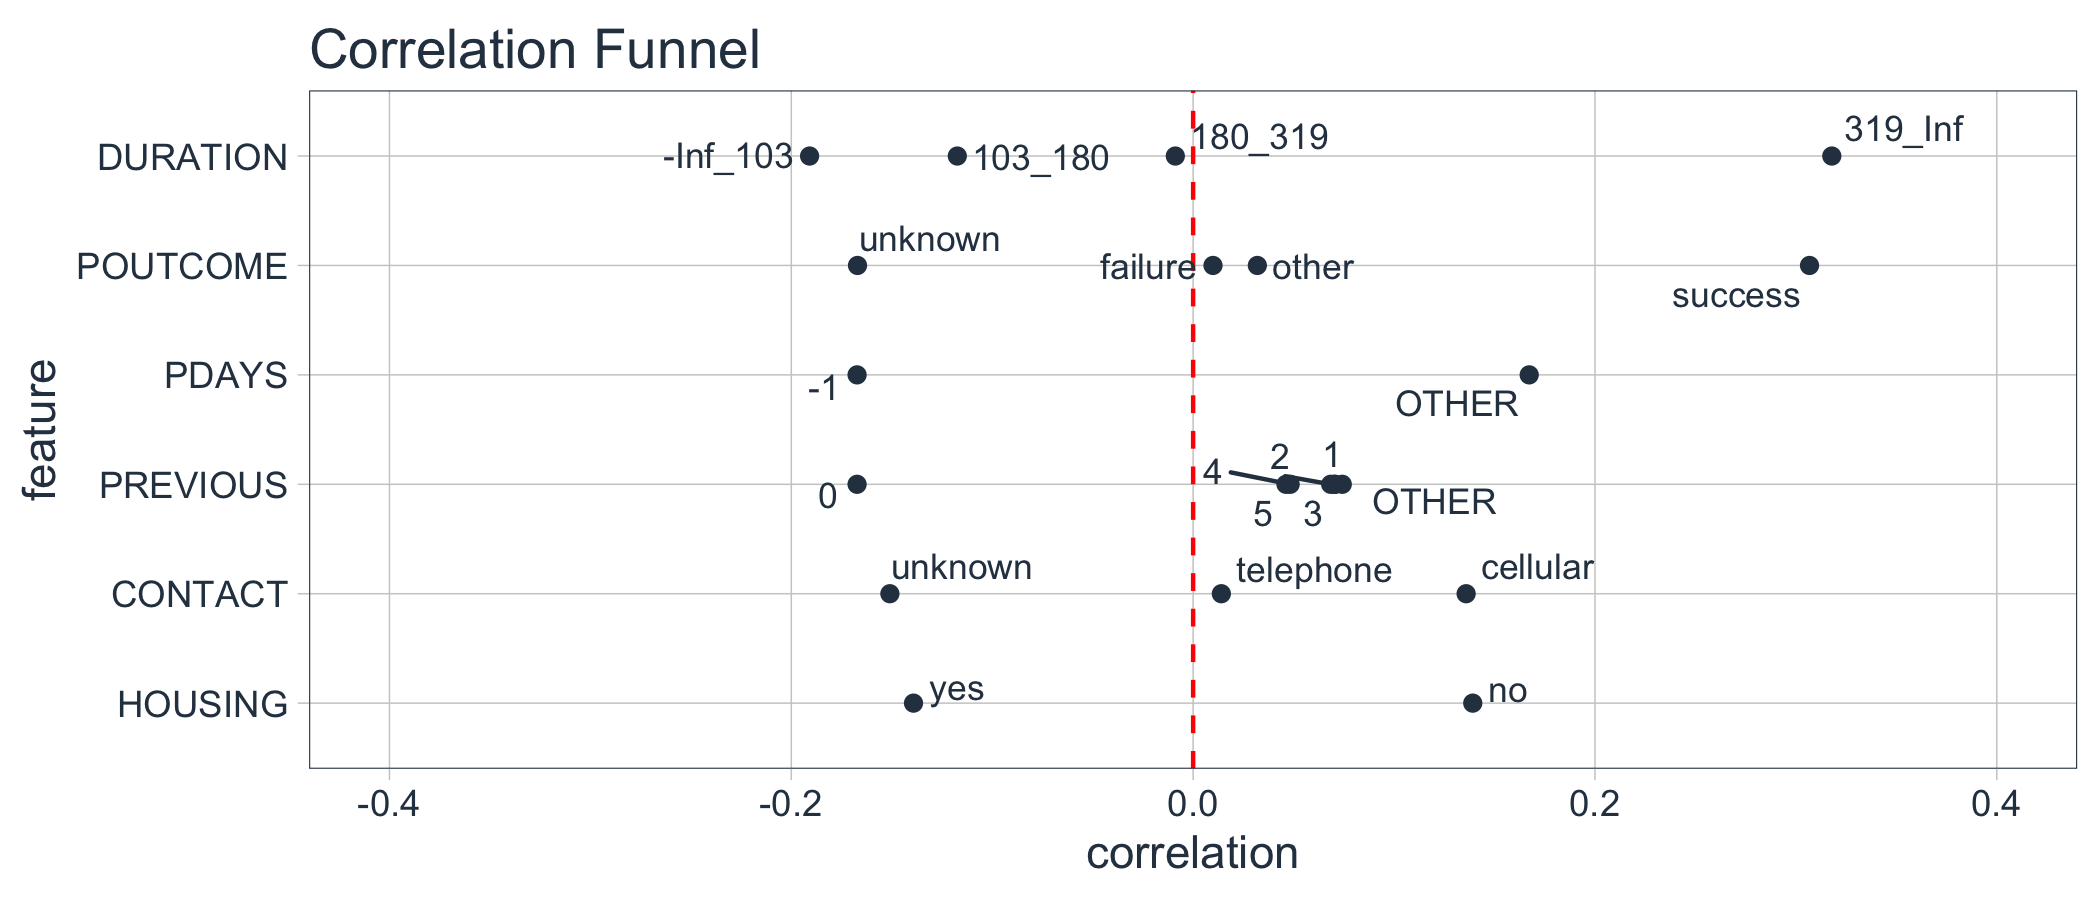 Correlation Funnel
DURATION
-Inf_103
103_180
180_319
319_Inf
POUTCOME
unknown
failure
other
success
PDAYS
-1
OTHER
PREVIOUS
0
4
2
1
5
3
OTHER
CONTACT
unknown
telephone
cellular
HOUSING
yes
no
feature
-0.4
-0.2
0.0
0.2
0.4
correlation